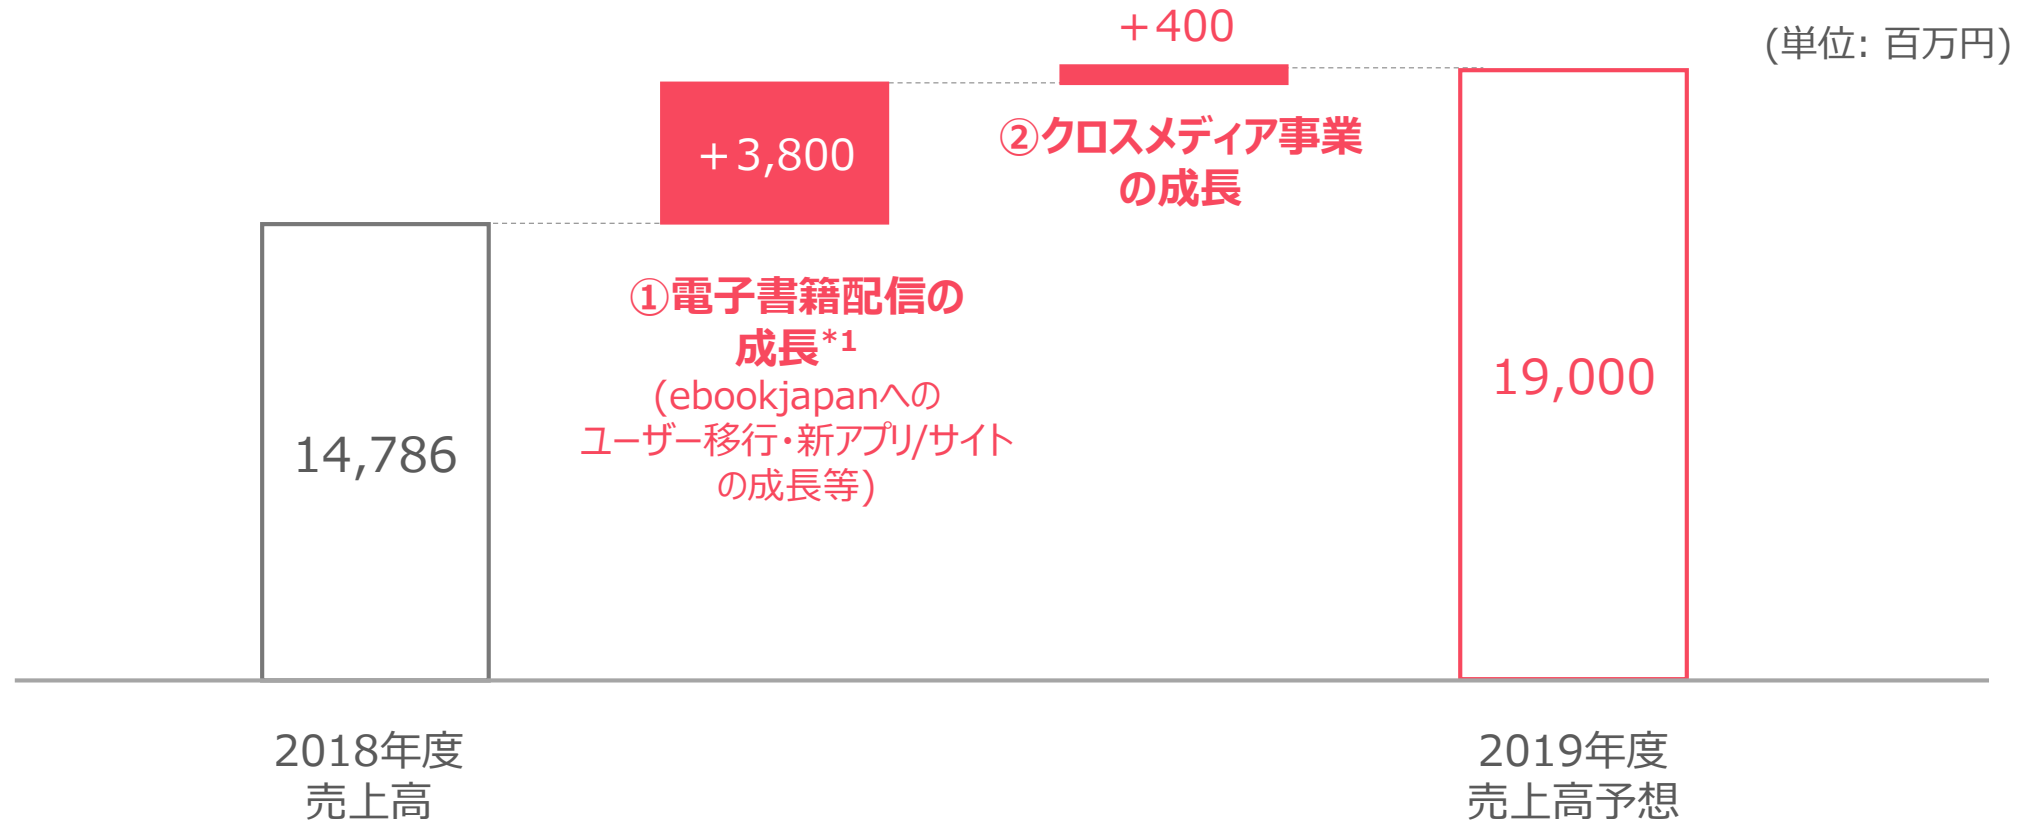 (単位: 百万円)
+400
+3,800
②クロスメディア事業
の成長
①電子書籍配信の
成長*1
(ebookjapanへの
ユーザー移行・新アプリ/サイト
の成長等)
14,786
19,000
2018年度
売上高
2019年度
売上高予想